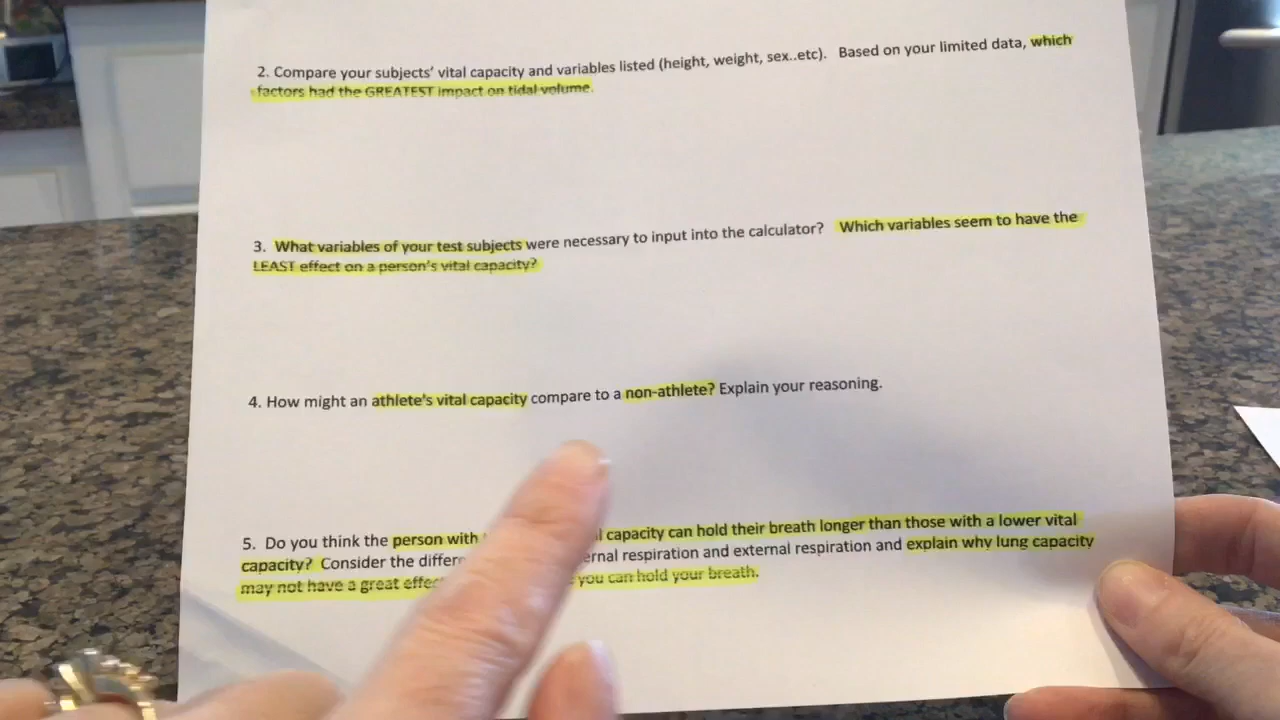 2. Compare your subjects' vital capacity and variables listed (height, weight, sex..etc). Based on your limited data, which
factors had the GREATEST impact on tidal volume.
3. What variables of your test subjects were necessary to input into the calculator? Which variables seem to have the
LEAST effect on a person's vital capacity?
4. How might an athlete's vital capacity compare to a non-athlete? Explain your reasoning.
5. Do you think the person with capacity can hold their breath longer than those with a lower vital
capacity? Consider the respiration and external respiration and explain why lung capacity
may not have a great you can hold your breath.